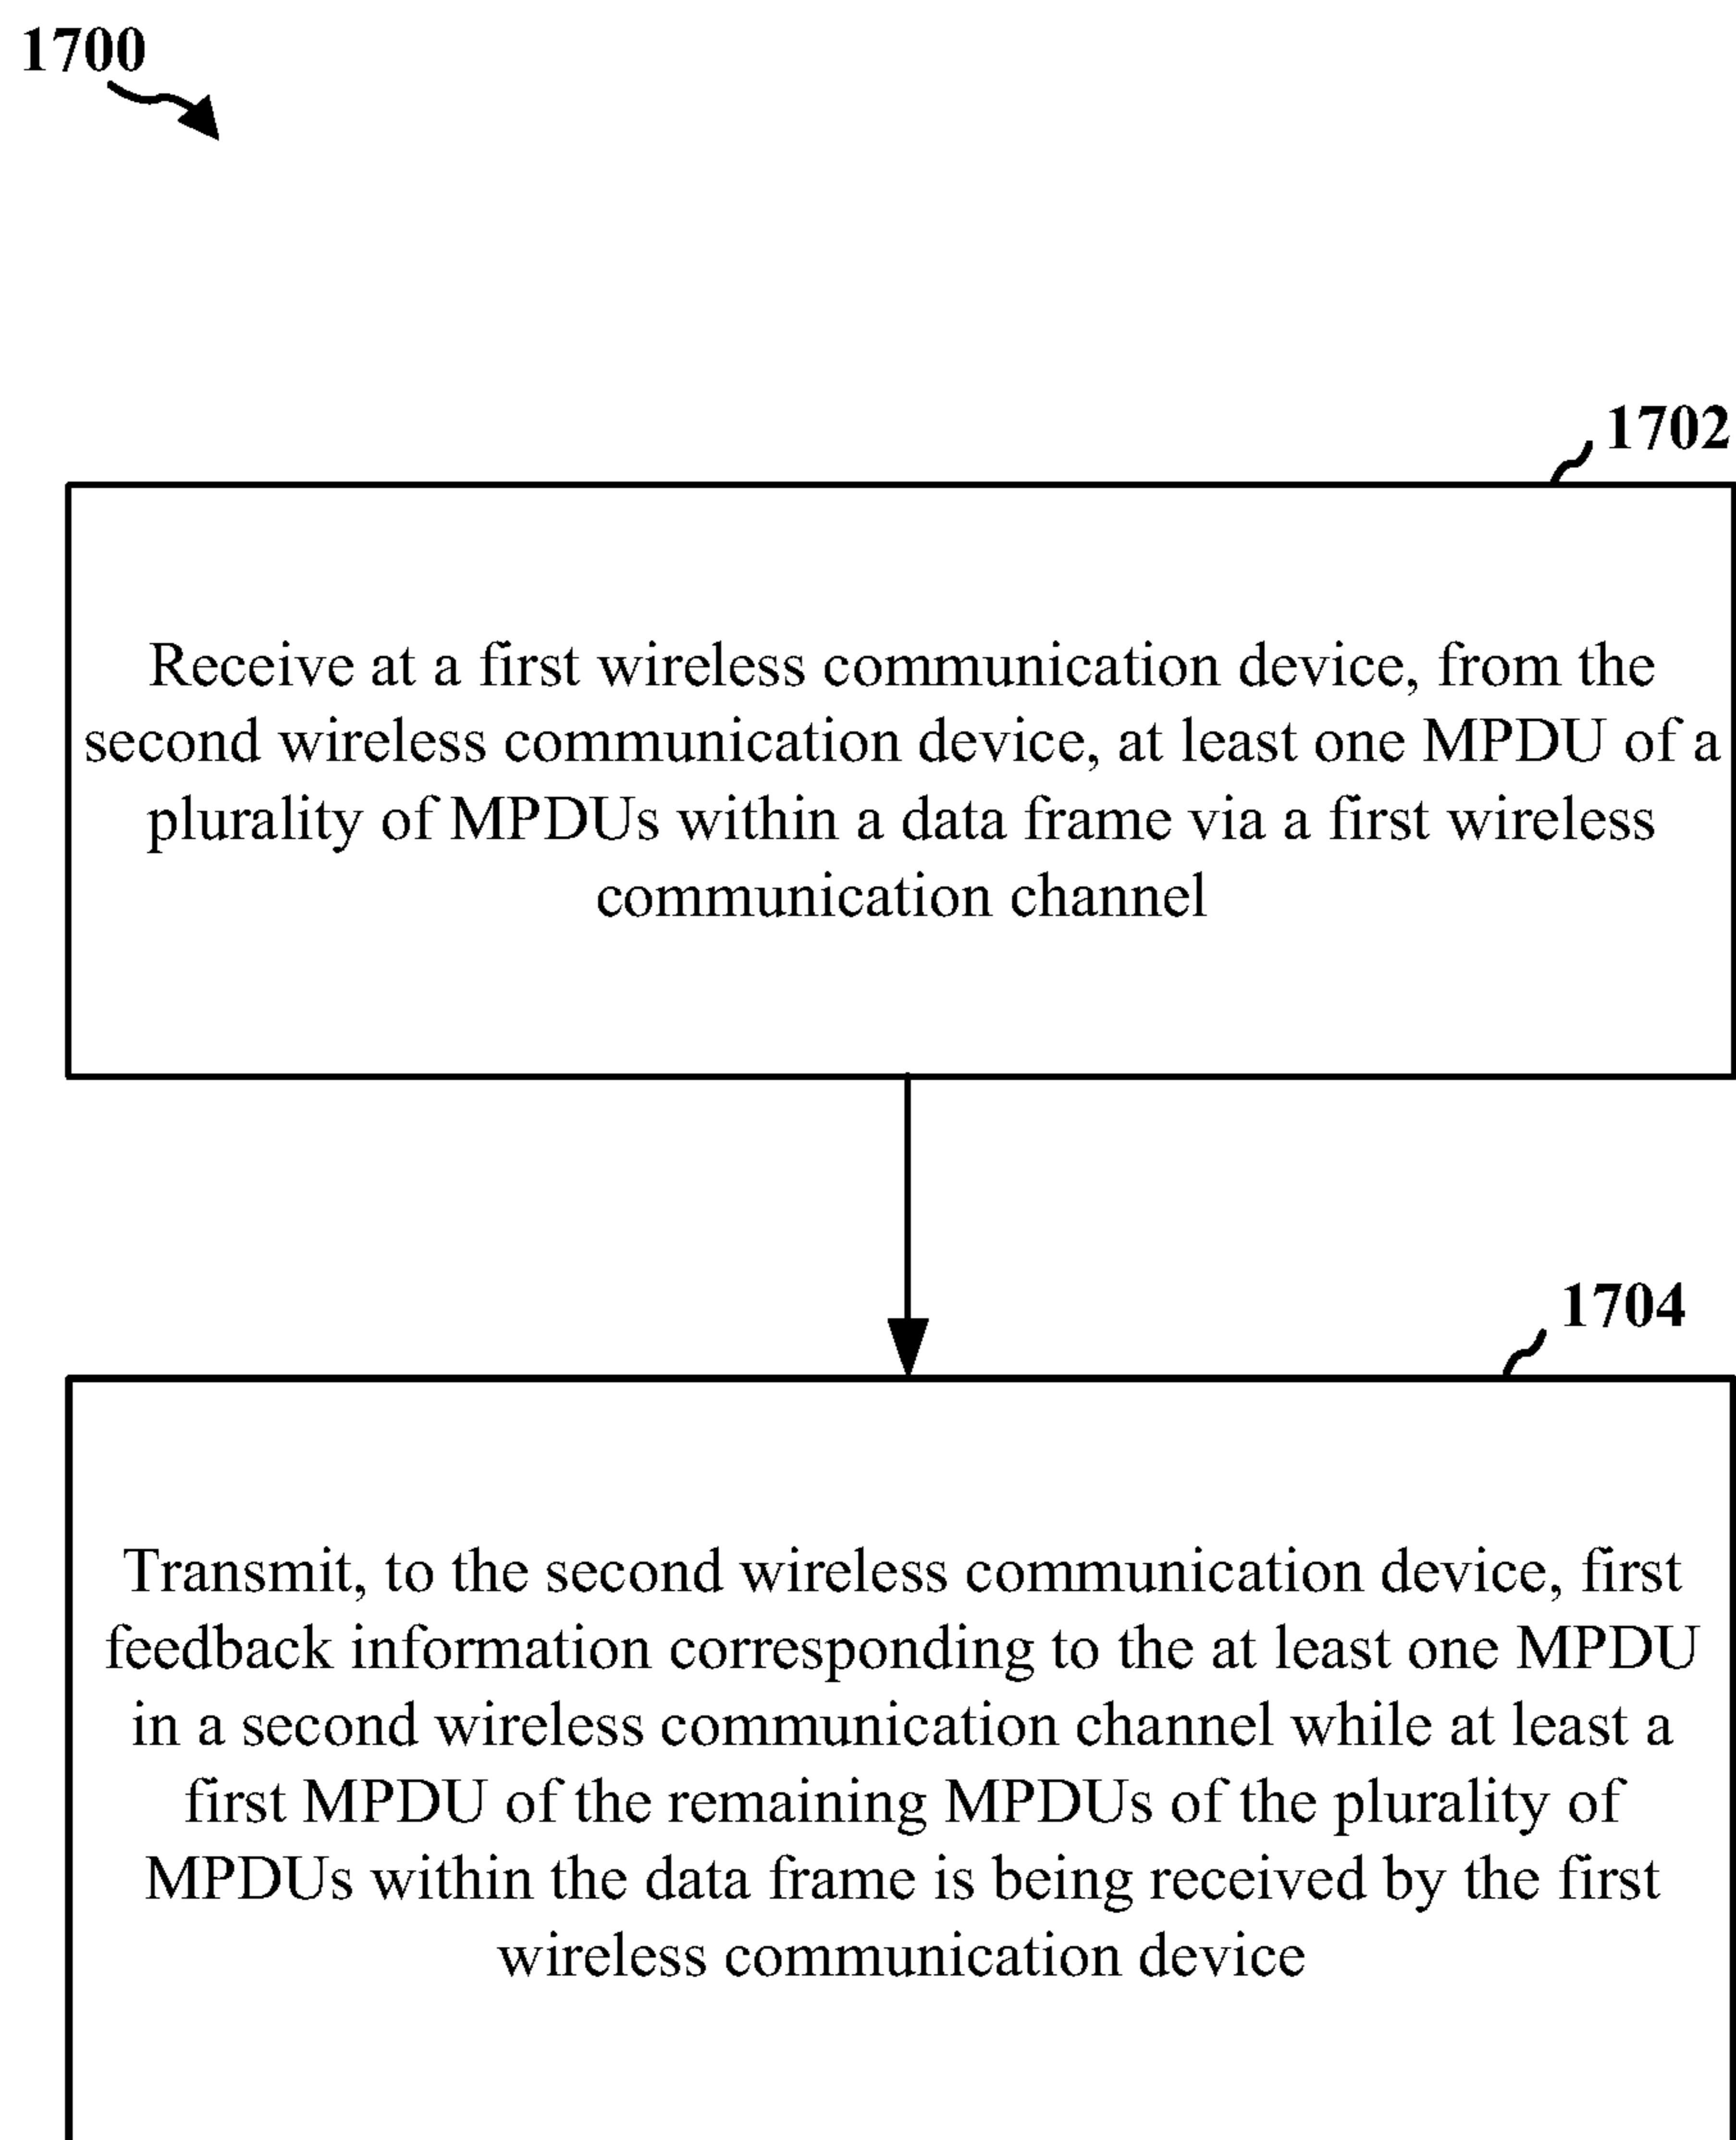 1700
1702
Receive at a first wireless communication device, from the
second wireless communication device, at least one MPDU of a
plurality of MPDUs within a data frame via a first wireless
communication channel
1704
Transmit, to the second wireless communication device, first
feedback information corresponding to the at least one MPDU
in a second wireless communication channel while at least a
first MPDU of the remaining MPDUs of the plurality of
MPDUs within the data frame is being received by the first
wireless communication device